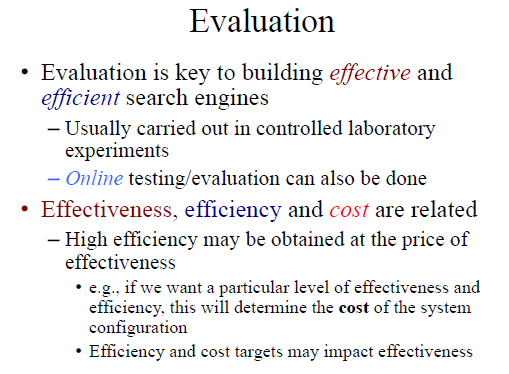 Evaluation
• Evaluation is key to building effective and
efficient search engines
– Usually carried out in controlled laboratory
experiments
– Online testing/evaluation can also be done
• Effectiveness, efficiency and cost are related
– High efficiency may be obtained at the price of
effectiveness
• e.g., if we want a particular level of effectiveness and
efficiency, this will determine the cost of the system
configuration
• Efficiency and cost targets may impact effectiveness